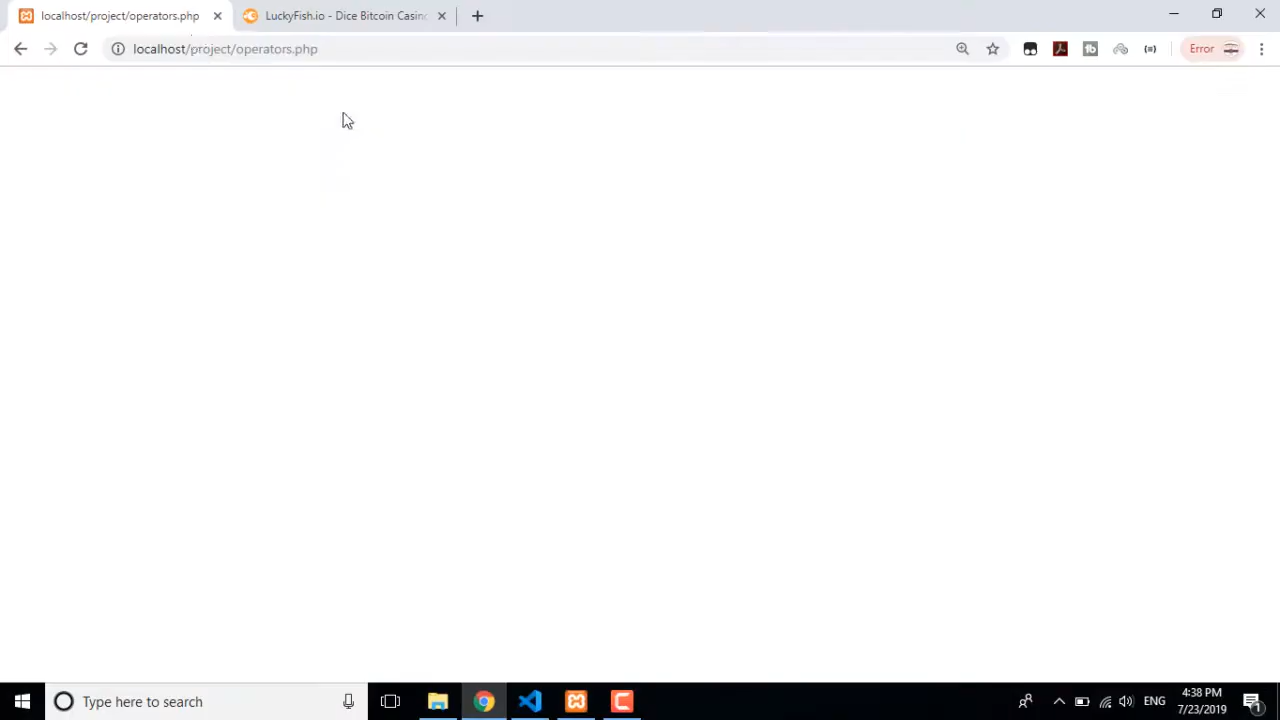 localhost/project/operators.php
LuckyFish.io - Dice Bitcoin Casino
localhost/project/operators.php
Error
Type here to search
ENG
4:38 PM
7/23/2019
1